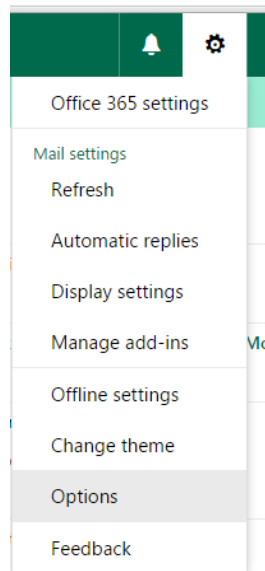 Office 365 settings
Mail settings
Refresh
Automatic replies
Display settings
Manage add-ins
Mo
Offline settings
Change theme
Options
Feedback